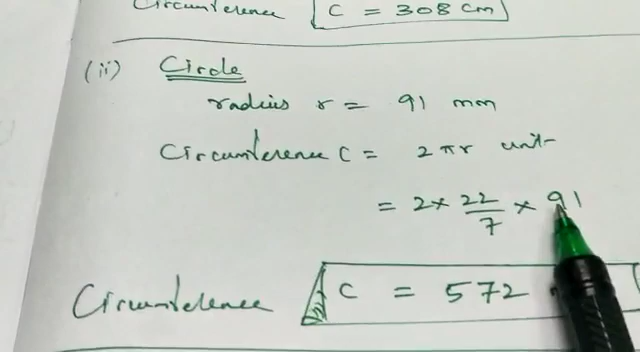 Circumference C = 308 cm
(ii) Circle
radius r = 91 mm
Circumference C = 2πr unit
= 2 × 22/7 × 91
Circumference C = 572